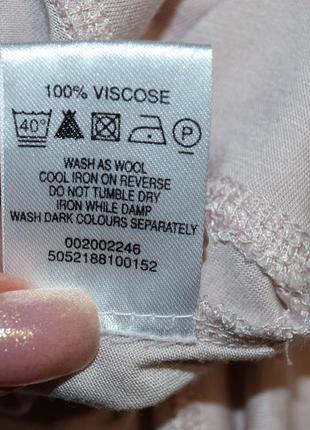 100% VISCOSE
40° P
WASH AS WOOL
COOL IRON ON REVERSE
DO NOT TUMBLE DRY
IRON WHILE DAMP
WASH DARK COLOURS SEPARATELY
002002246
5052188100152